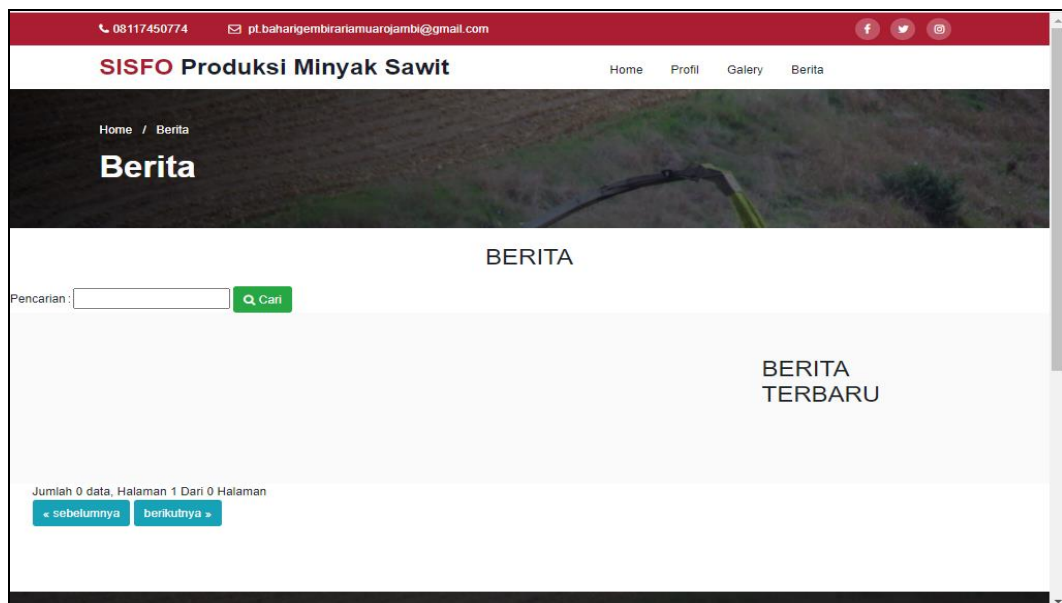 08117450774 pt.baharigembirariamuarojambi@gmail.com
SISFO Produksi Minyak Sawit
Home Profil Galery Berita
Home / Berita
Berita
BERITA
Pencarian : Cari
BERITA
TERBARU
Jumlah 0 data, Halaman 1 Dari 0 Halaman
« sebelumnya berikutnya »